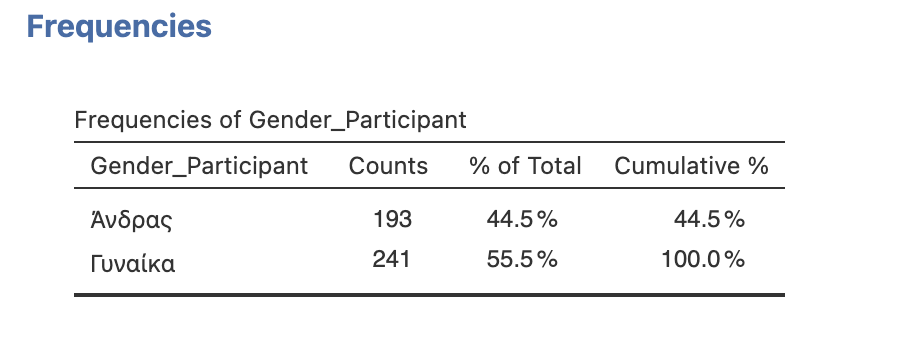 Frequencies
Frequencies of Gender_Participant
Gender_Participant Counts % of Total Cumulative %
Άνδρας 193 44.5% 44.5%
Γυναίκα 241 55.5% 100.0%